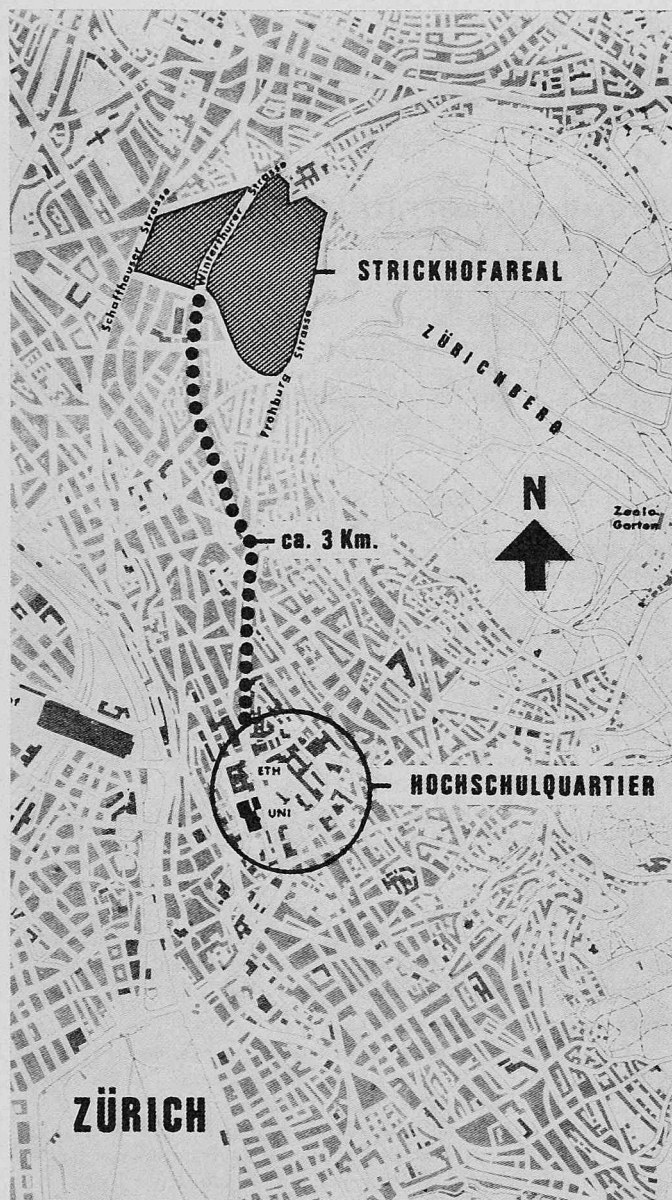 Schaffhauser Strasse
Winterthurer Strasse
STRICKHOFAREAL
ZÜRICHBERG
Frohburg Strasse
N
Zoolo.
Garten
ca. 3 Km.
ETH
UNI
HOCHSCHULQUARTIER
ZÜRICH